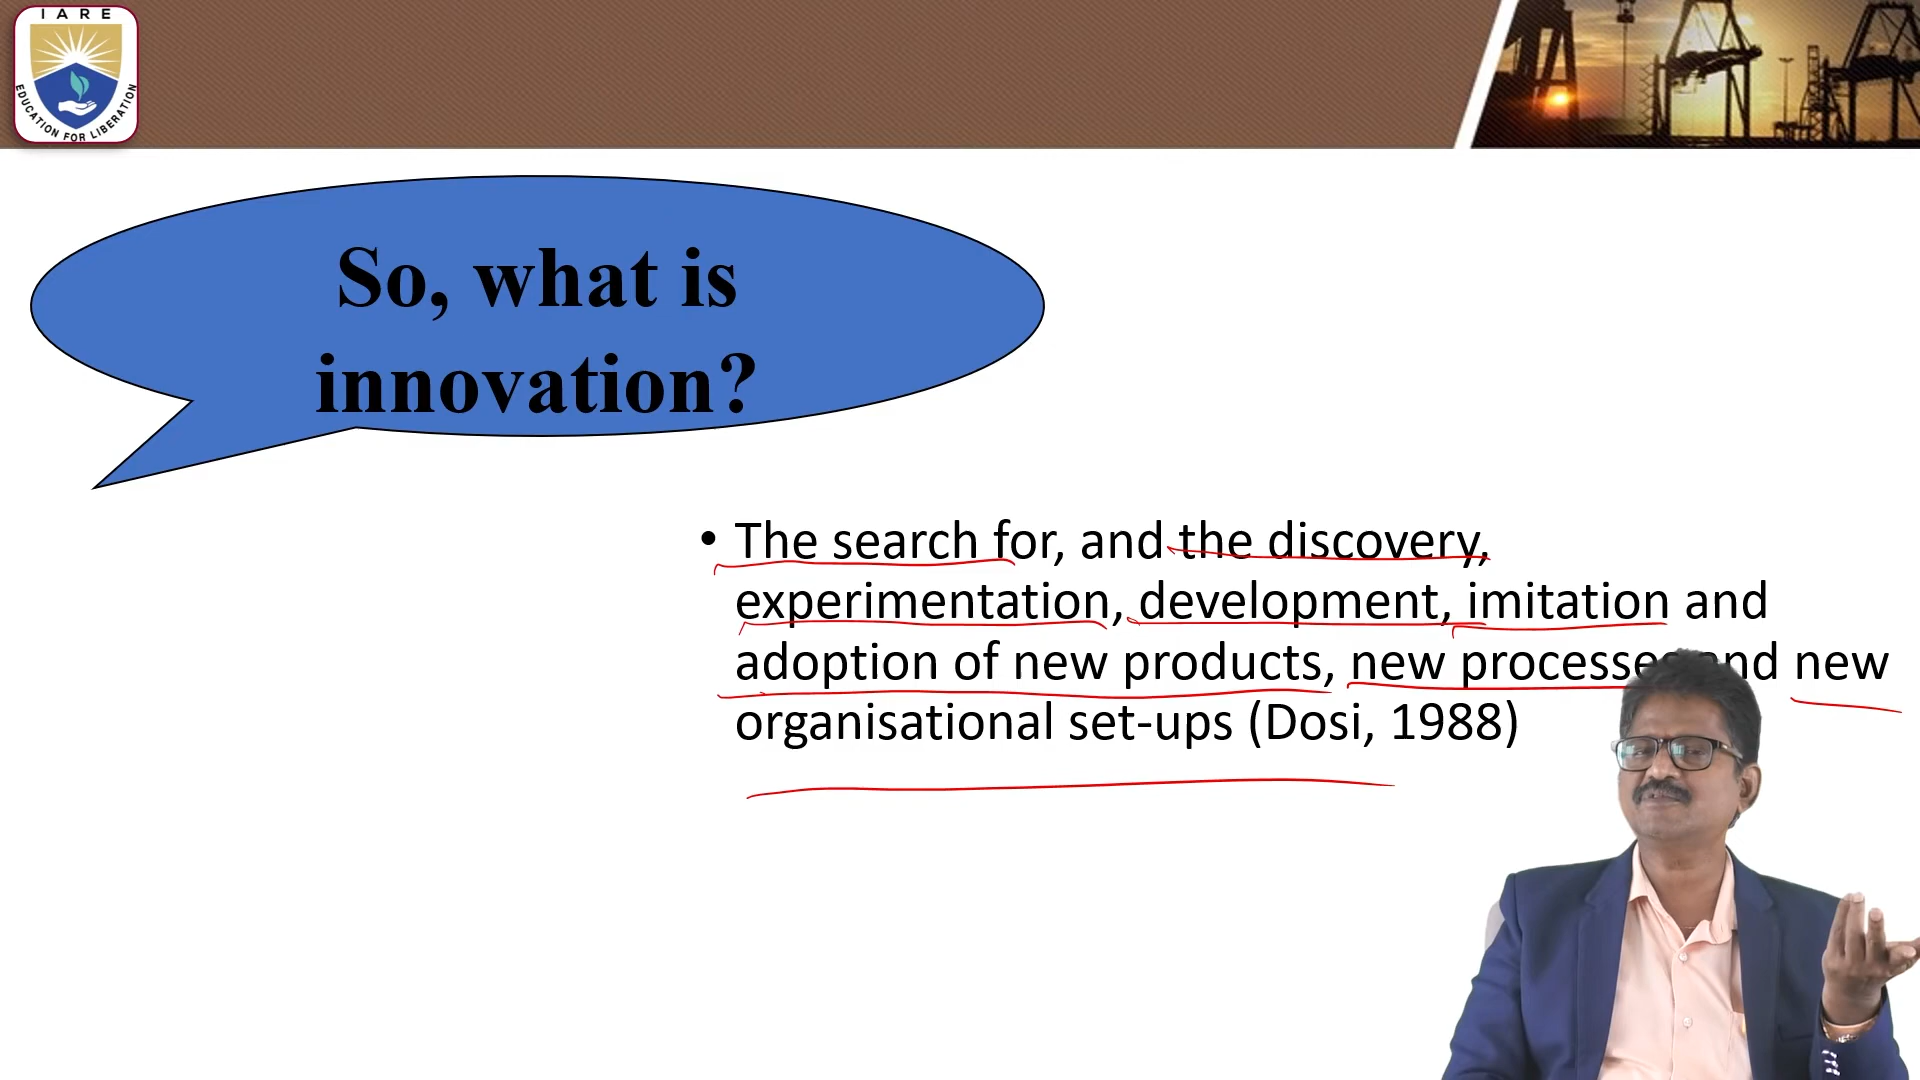 IARE
EDUCATION FOR LIBERATION
So, what is
innovation?
• The search for, and the discovery,
experimentation, development, imitation and
adoption of new products, new processes and new
organisational set-ups (Dosi, 1988)